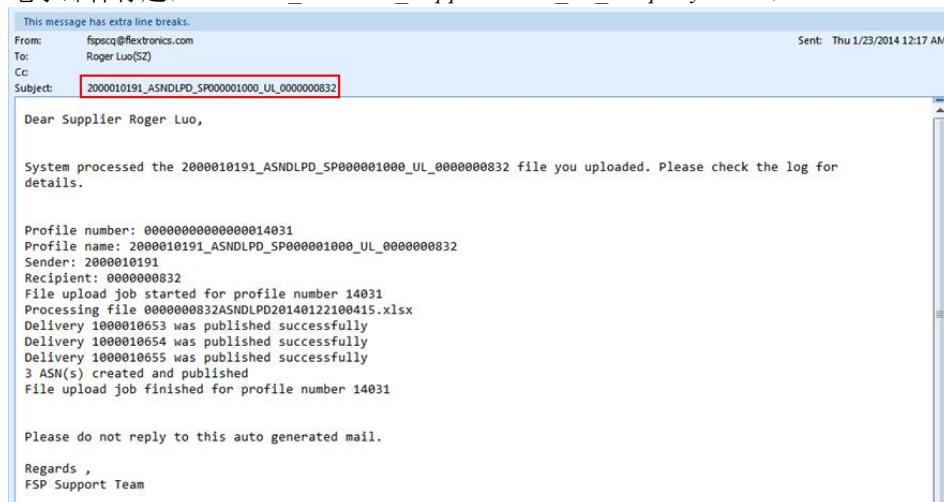 This message has extra line breaks.
From: fspscq@flextronics.com Sent: Thu 1/23/2014 12:17 AM
To: Roger Luo(SZ)
Cc:
Subject: 2000010191_ASNDLPD_SP000001000_UL_0000000832
Dear Supplier Roger Luo,
System processed the 2000010191_ASNDLPD_SP000001000_UL_0000000832 file you uploaded. Please check the log for
details.
Profile number: 00000000000000014031
Profile name: 2000010191_ASNDLPD_SP000001000_UL_0000000832
Sender: 2000010191
Recipient: 0000000832
File upload job started for profile number 14031
Processing file 0000000832ASNDLPD20140122100415.xlsx
Delivery 1000010653 was published successfully
Delivery 1000010654 was published successfully
Delivery 1000010655 was published successfully
3 ASN(s) created and published
File upload job finished for profile number 14031
Please do not reply to this auto generated mail.
Regards ,
FSP Support Team